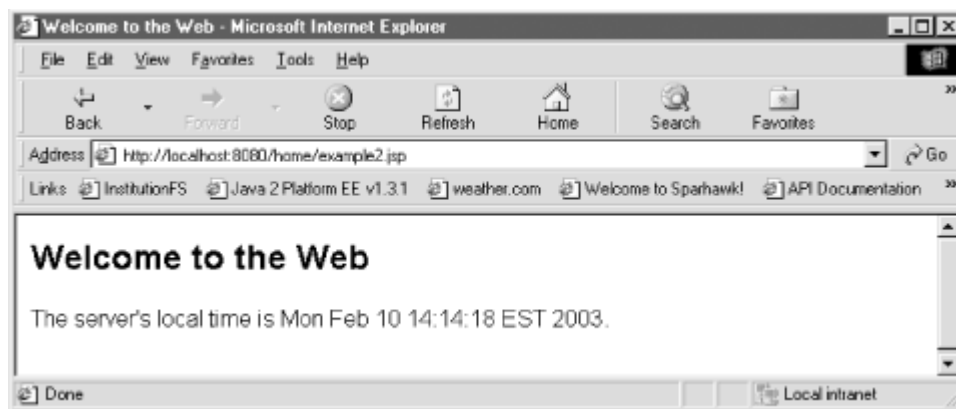 Welcome to the Web - Microsoft Internet Explorer
File Edit View Favorites Tools Help
Back Forward Stop Refresh Home Search Favorites »
Address http://localhost:8080/home/example2.jsp Go
Links InstitutionFS Java 2 Platform EE v1.3.1 weather.com Welcome to Sparhawk! API Documentation »
Welcome to the Web
The server's local time is Mon Feb 10 14:14:18 EST 2003.
Done Local intranet